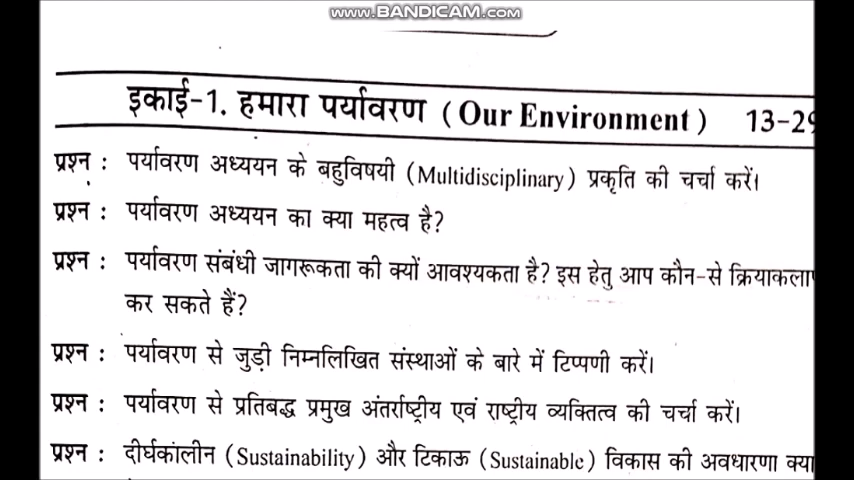 www.BANDICAM.com
इकाई-1. हमारा पर्यावरण (Our Environment) 13-29
प्रश्न : पर्यावरण अध्ययन के बहुविषयी (Multidisciplinary) प्रकृति की चर्चा करें।
प्रश्न : पर्यावरण अध्ययन का क्या महत्व है?
प्रश्न : पर्यावरण संबंधी जागरूकता की क्यों आवश्यकता है? इस हेतु आप कौन-से क्रियाकलाप
कर सकते हैं?
प्रश्न : पर्यावरण से जुड़ी निम्नलिखित संस्थाओं के बारे में टिप्पणी करें।
प्रश्न : पर्यावरण से प्रतिबद्ध प्रमुख अंतर्राष्ट्रीय एवं राष्ट्रीय व्यक्तित्व की चर्चा करें।
प्रश्न : दीर्घकालीन (Sustainability) और टिकाऊ (Sustainable) विकास की अवधारणा क्या